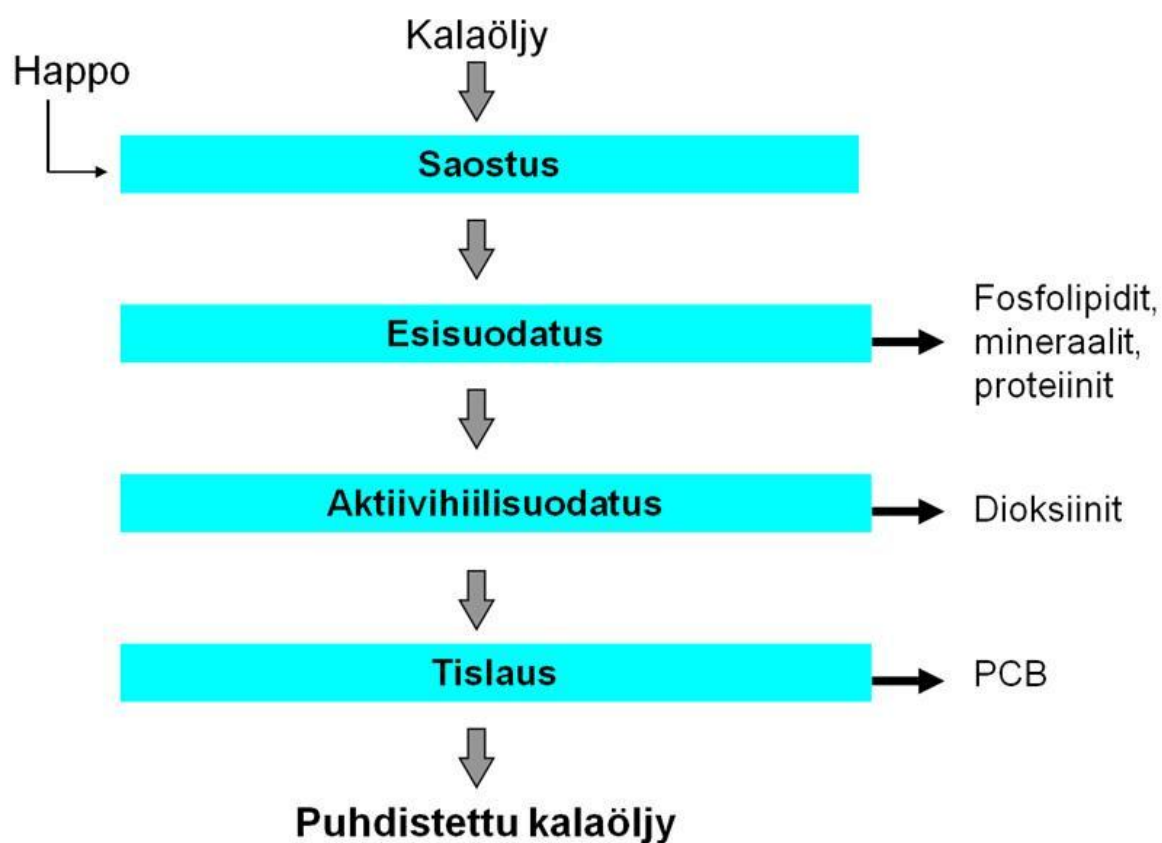 Kalaöljy
Happo
Saostus
Esisuodatus
Fosfolipidit,
mineraalit,
proteiinit
Aktiivihiilisuodatus
Dioksiinit
Tislaus
PCB
Puhdistettu kalaöljy